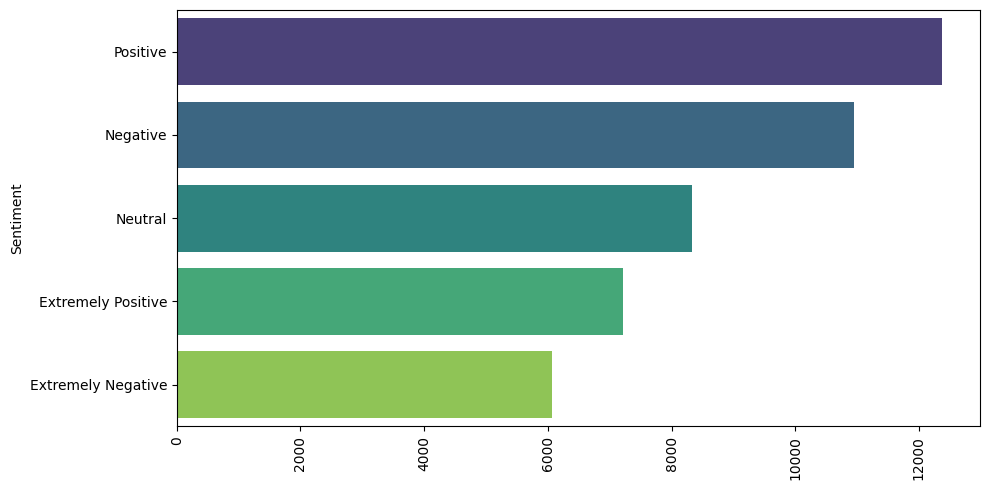 Positive
Negative
Neutral
Extremely Positive
Extremely Negative
Sentiment
0
2000
4000
6000
8000
10000
12000